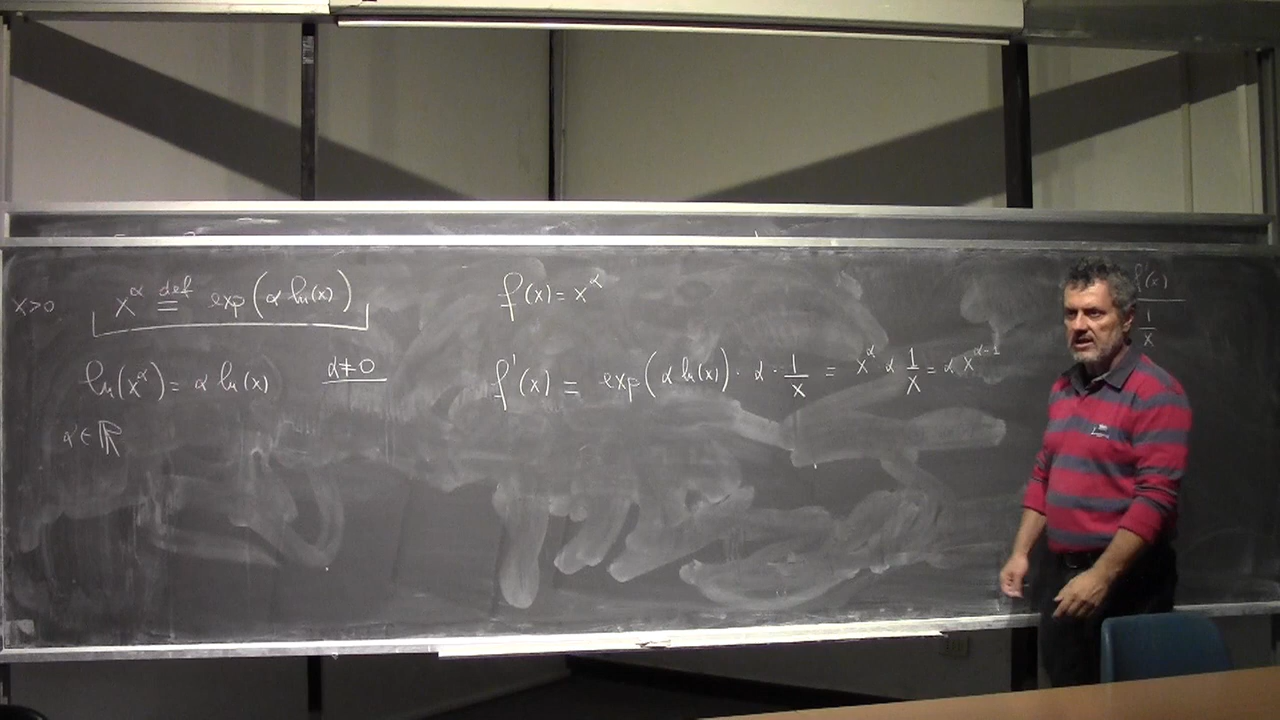 x>0 x^α def= exp(α ln(x))
ln(x^α) = α ln(x) α≠0
α∈ℝ
f(x) = x^α
f'(x) = exp(α ln(x)) · α · 1/x = x^α α 1/x = α x^(α-1)
f'(x)
1/x